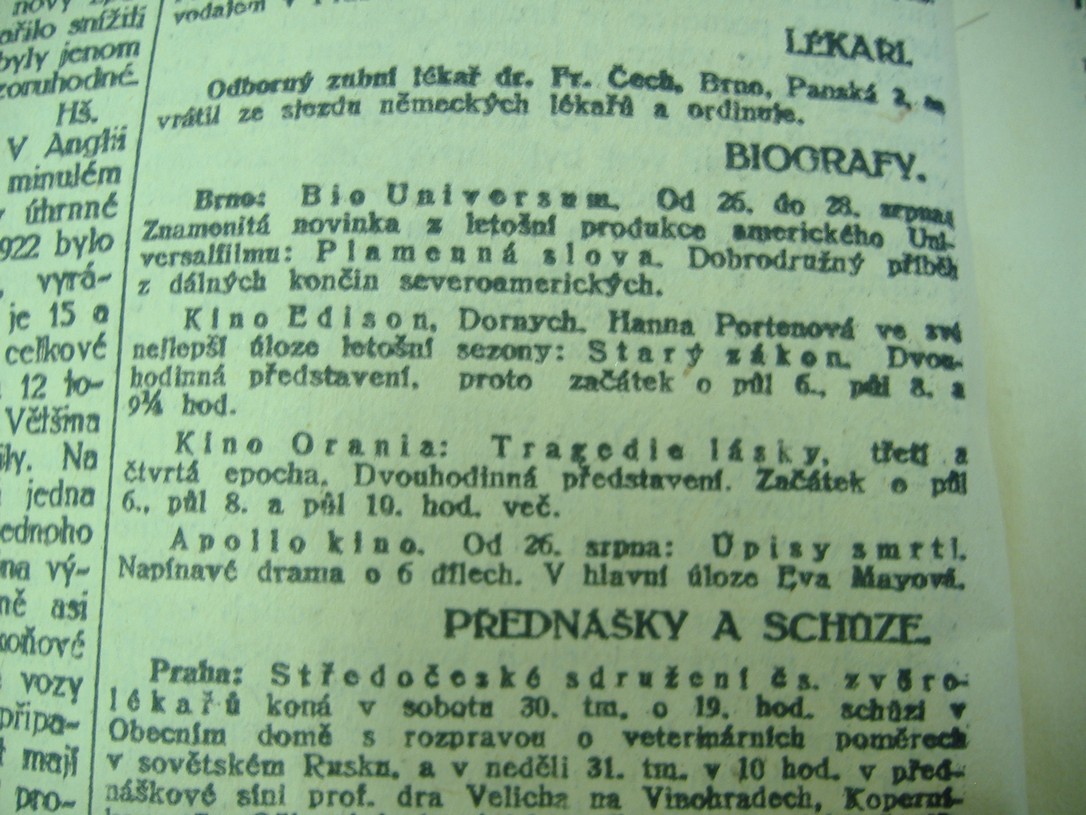 nový
ařilo snížiti
byly jenom
zoruhodné.
Hš.
V Anglii
minulém
úhrnné
922 bylo
vyrá-
je 15 a
celkové
12 to-
Většina
ily. Na
jedna
ednoho
na vý-
ně asi
oňové
vozy
připa-
mají
pro-
vodajem v
LÉKAŘI.
Odborný zubní lékař dr. Fr. Čech, Brno, Panská 2, se
vrátil ze sjezdu německých lékařů a ordinuje.
BIOGRAFY.
Brno: Bio Universum. Od 26. do 28. srpna:
Znamenitá novinka z letošní produkce amerického Uni-
versalfilmu: Plamenná slova. Dobrodružný příběh
z dálných končin severoamerických.
Kino Edison, Dornych. Hanna Portenová ve své
nejlepší úloze letošní sezony: Starý zákon. Dvou-
hodinná představení, proto začátek o půl 6., půl 8. a
9¼ hod.
Kino Orania: Tragedie lásky, třetí a
čtvrtá epocha. Dvouhodinná představení. Začátek o půl
6., půl 8. a půl 10. hod. več.
Apollo kino. Od 26. srpna: Úpisy smrti.
Napínavé drama o 6 dílech. V hlavní úloze Eva Mayová.
PŘEDNÁŠKY A SCHŮZE.
Praha: Středočeské sdružení čs. zvěro-
lékařů koná v sobotu 30. tm. o 19. hod. schůzi v
Obecním domě s rozpravou o veterinárních poměrech
v sovětském Rusku, a v neděli 31. tm. v 10 hod. v před-
náškové síni prof. dra Velicha na Vinohradech, Koperní-